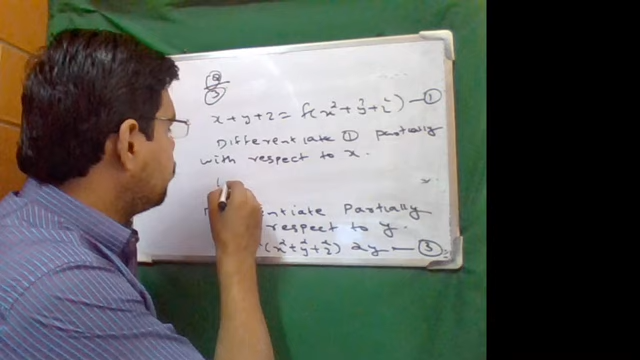 Q
3
x + y + z = f(x² + y² + z²) — ①
Differentiate ① partially
with respect to x.
ntiate Partially
respect to y.
(x² + y² + z²) 2y — ③